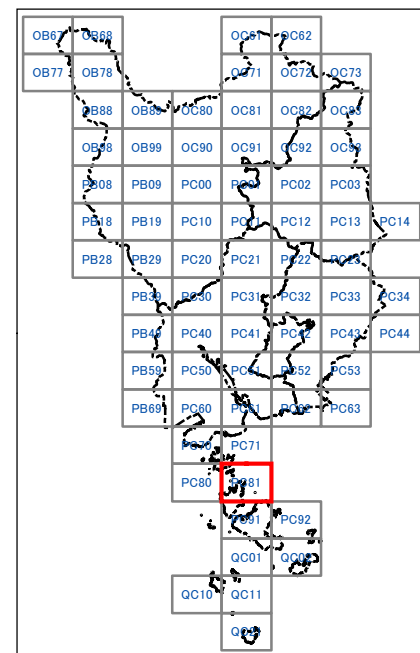 OB67 OB68 OC61 OC62
OB77 OB78 OC71 OC72 OC73
OB88 OB89 OC80 OC81 OC82 OC83
OB98 OB99 OC90 OC91 OC92 OC93
PB08 PB09 PC00 PC01 PC02 PC03
PB18 PB19 PC10 PC11 PC12 PC13 PC14
PB28 PB29 PC20 PC21 PC22 PC23
PB39 PC30 PC31 PC32 PC33 PC34
PB49 PC40 PC41 PC42 PC43 PC44
PB59 PC50 PC51 PC52 PC53
PB69 PC60 PC61 PC62 PC63
PC70 PC71
PC80 PC81
PC91 PC92
QC01 QC02
QC10 QC11
QC21